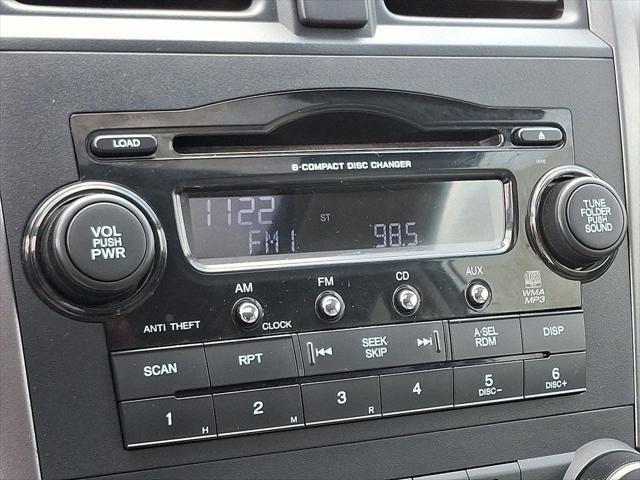 LOAD
6-COMPACT DISC CHANGER
VOL
PUSH
PWR
1122
ST
FM1 98.5
TUNE
FOLDER
PUSH
SOUND
AM FM CD AUX
CLOCK
ANTI THEFT
WMA
MP3
SCAN RPT SEEK SKIP A.SEL RDM DISP
1 H 2 M 3 R 4 5 DISC- 6 DISC+